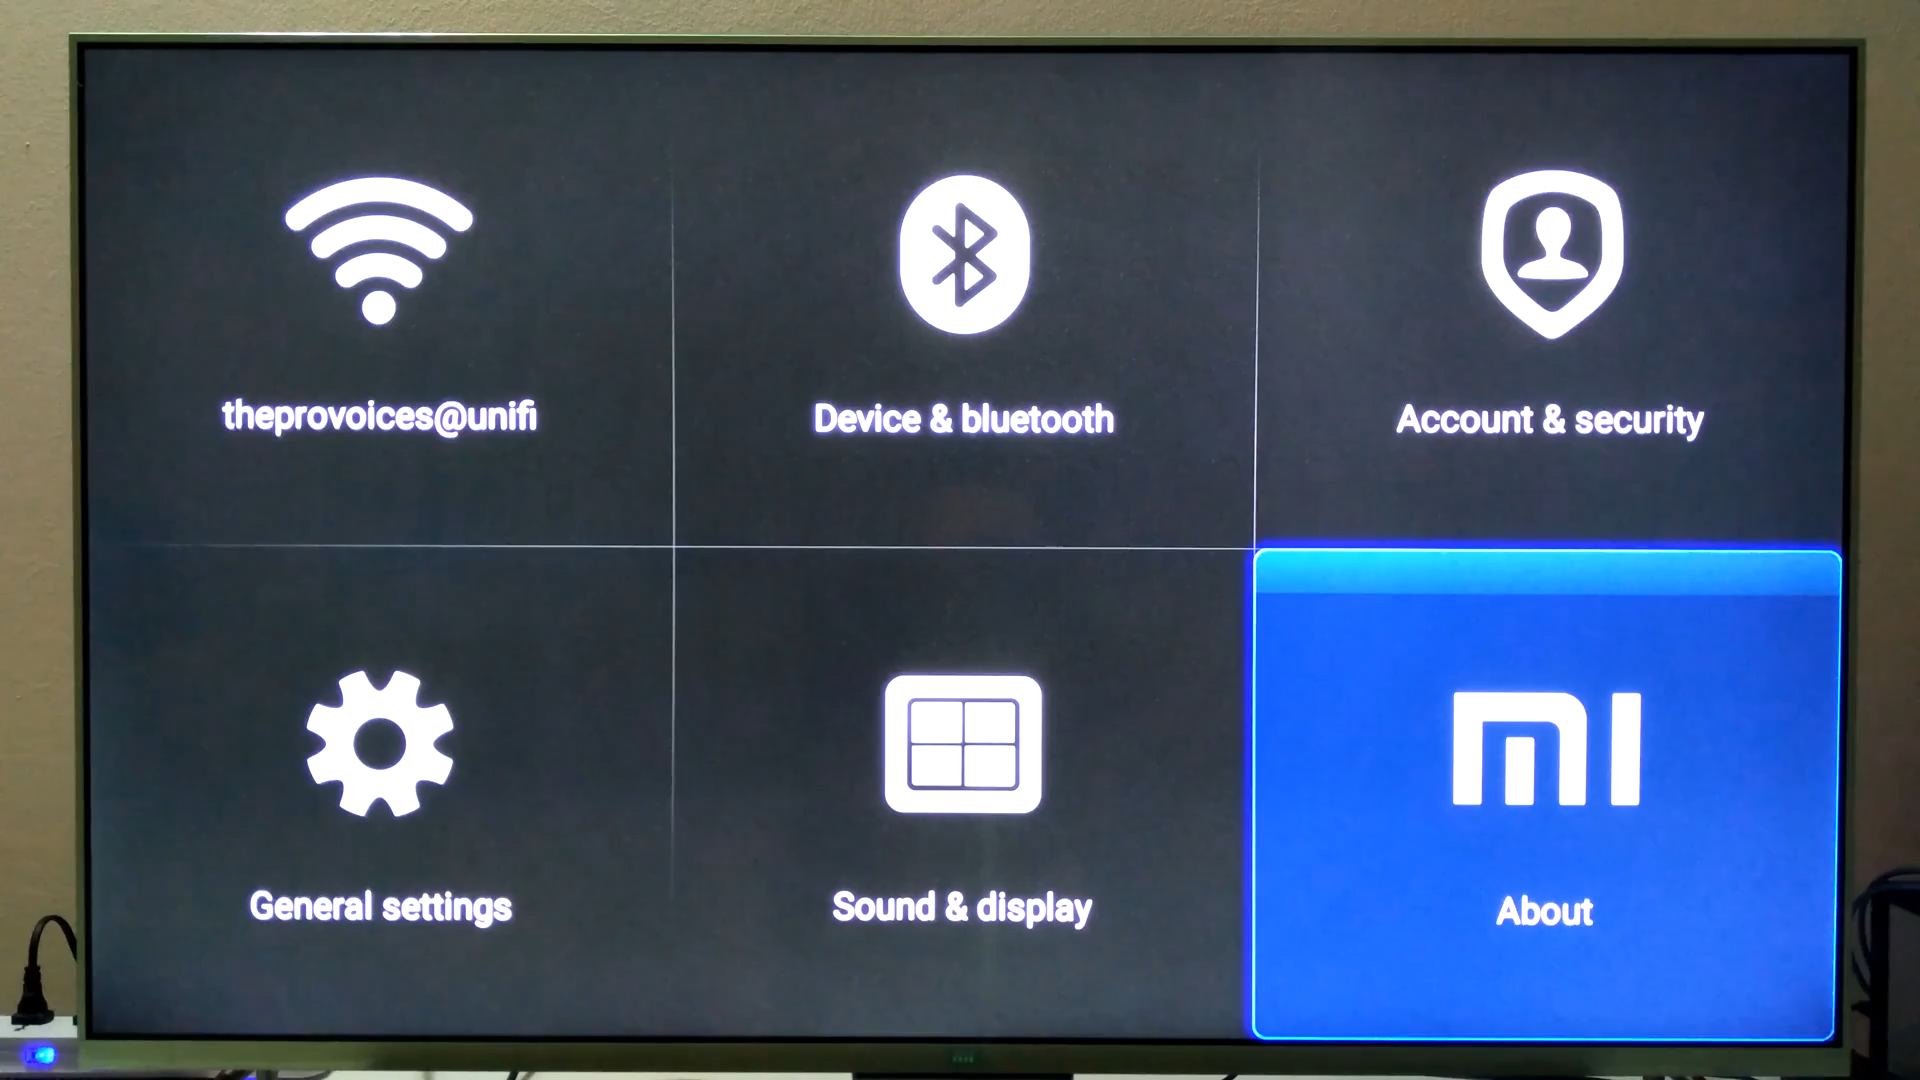 theprovoices@unifi
Device & bluetooth
Account & security
General settings
Sound & display
mi
About